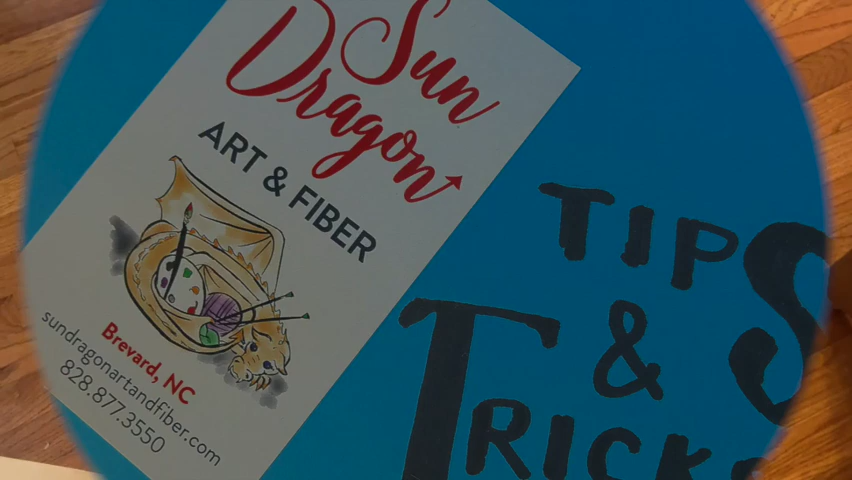 Sun
Dragon
ART & FIBER
Brevard, NC
sundragonartandfiber.com
828.877.3550
TIPS
&
TRICKS